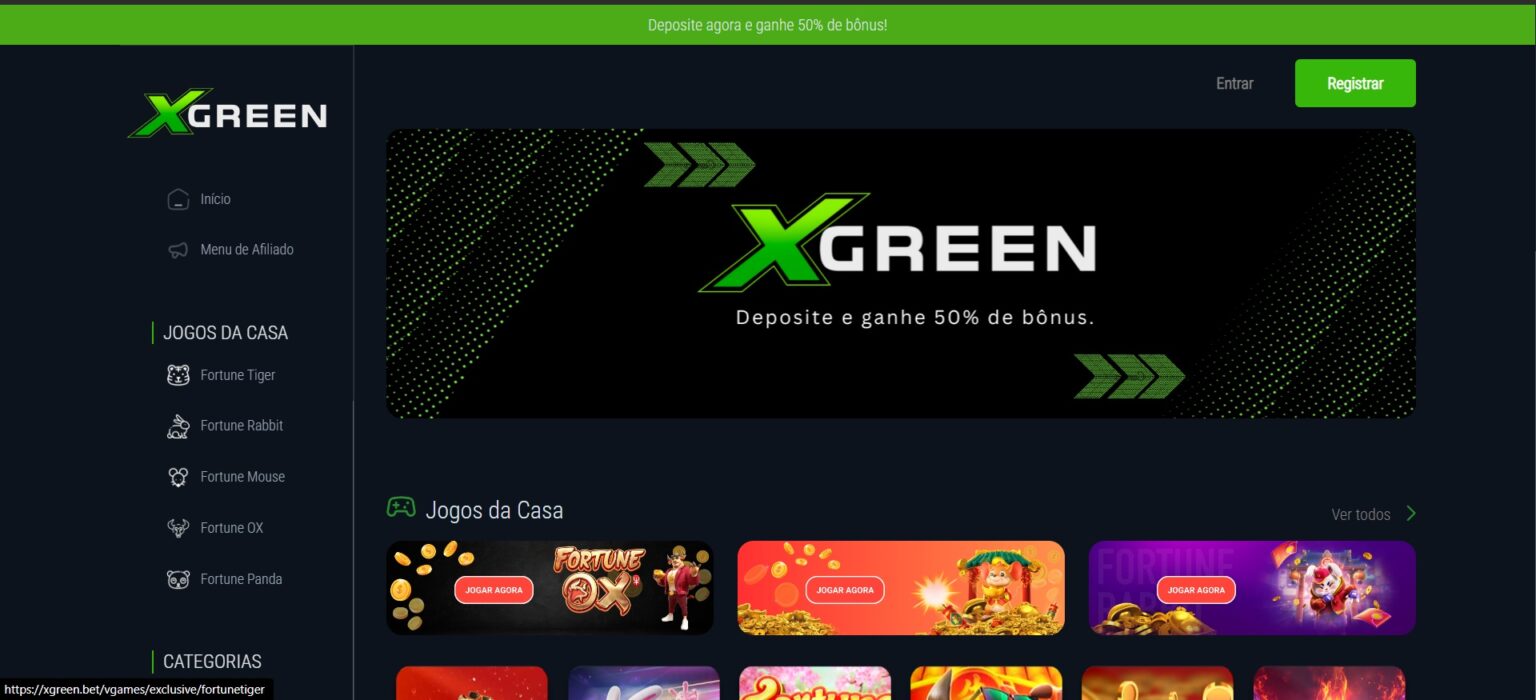 Deposite agora e ganhe 50% de bônus!
XGREEN
Entrar
Registrar
Início
Menu de Afiliado
JOGOS DA CASA
Fortune Tiger
Fortune Rabbit
Fortune Mouse
Fortune OX
Fortune Panda
CATEGORIAS
XGREEN
Deposite e ganhe 50% de bônus.
Jogos da Casa
Ver todos
JOGAR AGORA
FORTUNE
OX
JOGAR AGORA
FORTUNE
JOGAR AGORA
https://xgreen.bet/vgames/exclusive/fortunetiger